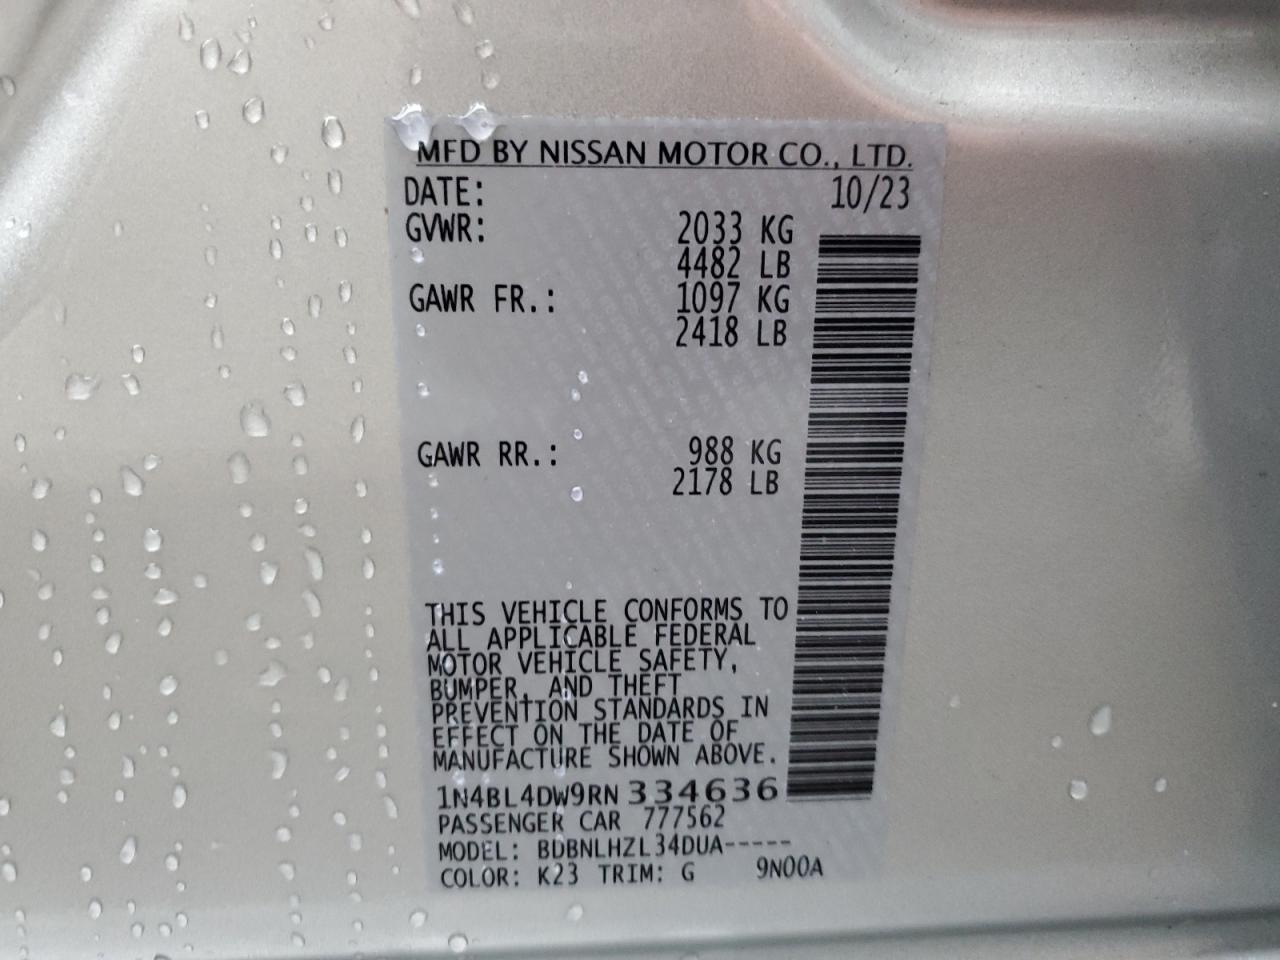 MFD BY NISSAN MOTOR CO., LTD.
DATE: 10/23
GVWR: 2033 KG
4482 LB
GAWR FR.: 1097 KG
2418 LB
GAWR RR.: 988 KG
2178 LB
THIS VEHICLE CONFORMS TO
ALL APPLICABLE FEDERAL
MOTOR VEHICLE SAFETY,
BUMPER, AND THEFT
PREVENTION STANDARDS IN
EFFECT ON THE DATE OF
MANUFACTURE SHOWN ABOVE.
1N4BL4DW9RN334636
PASSENGER CAR 777562
MODEL: BDBNLHZL34DUA-----
COLOR: K23 TRIM: G 9N00A